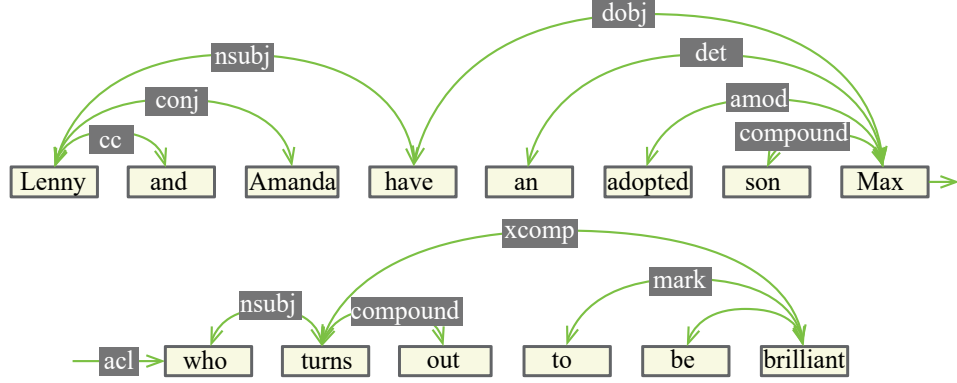 dobj
nsubj det
conj amod
cc compound
Lenny and Amanda have an adopted son Max
xcomp
mark
nsubj compound
acl who turns out to be brilliant